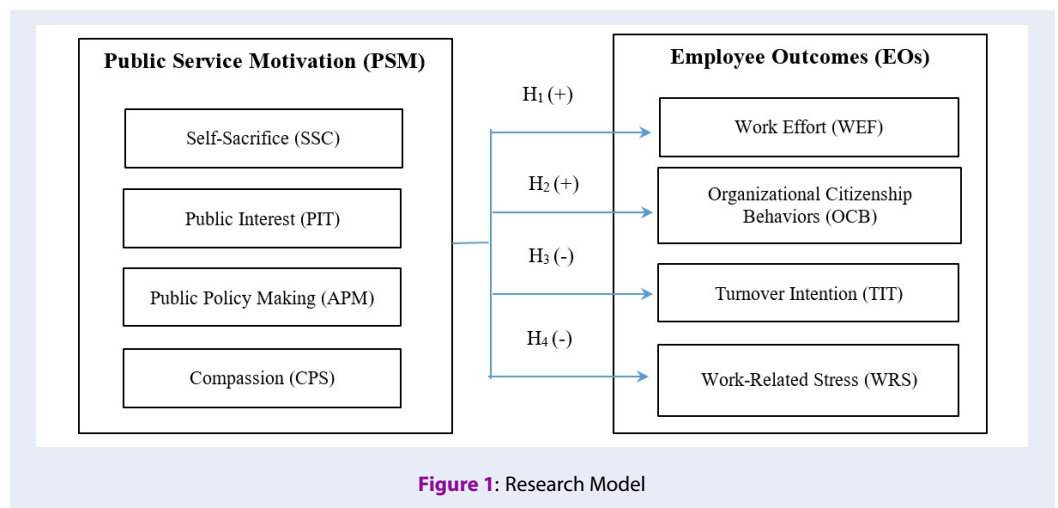 Public Service Motivation (PSM)
Self-Sacrifice (SSC)
Public Interest (PIT)
Public Policy Making (APM)
Compassion (CPS)
H₁ (+)
H₂ (+)
H₃ (-)
H₄ (-)
Employee Outcomes (EOs)
Work Effort (WEF)
Organizational Citizenship
Behaviors (OCB)
Turnover Intention (TIT)
Work-Related Stress (WRS)
Figure 1: Research Model